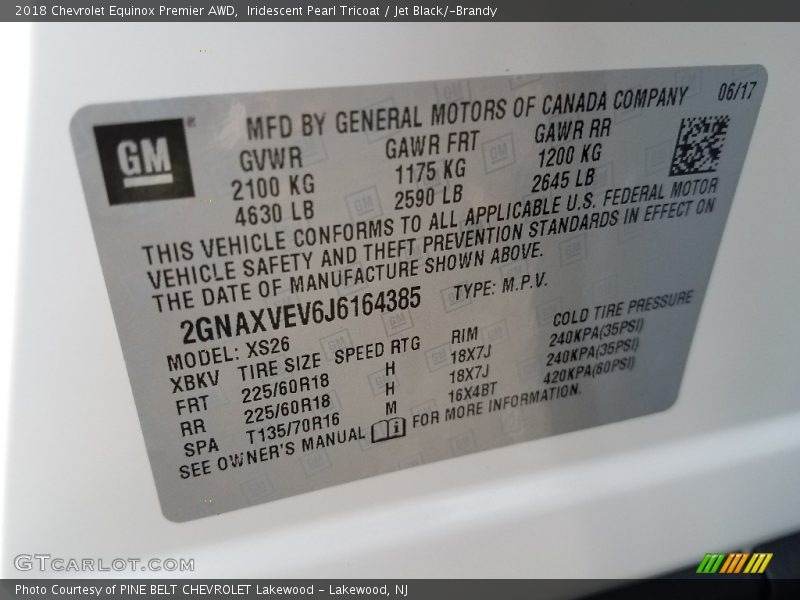 2018 Chevrolet Equinox Premier AWD,  Iridescent Pearl Tricoat / Jet Black/-Brandy
GM
MFD BY GENERAL MOTORS OF CANADA COMPANY 06/17
GVWR GAWR FRT GAWR RR
2100 KG 1175 KG 1200 KG
4630 LB 2590 LB 2645 LB
THIS VEHICLE CONFORMS TO ALL APPLICABLE U.S. FEDERAL MOTOR
VEHICLE SAFETY AND THEFT PREVENTION STANDARDS IN EFFECT ON
THE DATE OF MANUFACTURE SHOWN ABOVE.
2GNAXVEV6J6164385 TYPE: M.P.V.
MODEL: XS26
XBKV TIRE SIZE SPEED RTG RIM COLD TIRE PRESSURE
FRT 225/60R18 H 18X7J 240KPA(35PSI)
RR 225/60R18 H 18X7J 240KPA(35PSI)
SPA T135/70R16 M 16X4BT 420KPA(60PSI)
SEE OWNER'S MANUAL FOR MORE INFORMATION.
GTCARLOT.COM
Photo Courtesy of PINE BELT CHEVROLET Lakewood - Lakewood, NJ